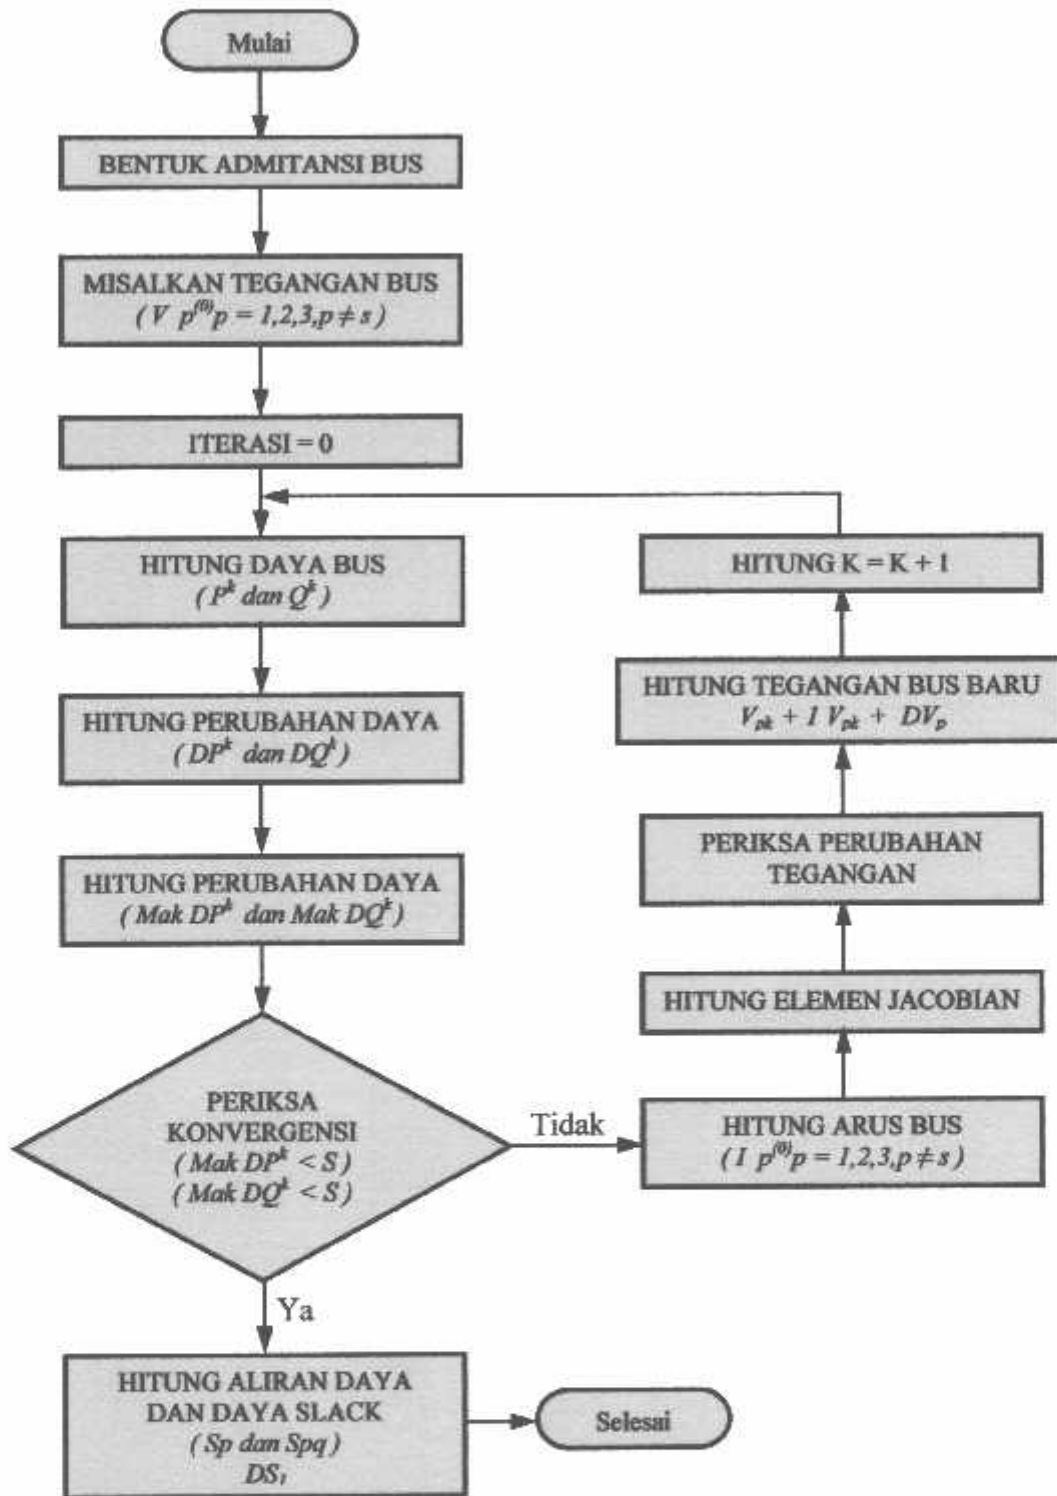 Mulai
BENTUK ADMITANSI BUS
MISALKAN TEGANGAN BUS
( V p⁽⁰⁾p = 1,2,3,p ≠ s )
ITERASI = 0
HITUNG DAYA BUS
( Pᵏ dan Qᵏ )
HITUNG PERUBAHAN DAYA
( DPᵏ dan DQᵏ )
HITUNG PERUBAHAN DAYA
( Mak DPᵏ dan Mak DQᵏ )
PERIKSA
KONVERGENSI
( Mak DPᵏ < S )
( Mak DQᵏ < S )
Tidak
HITUNG ARUS BUS
( I p⁽⁰⁾p = 1,2,3,p ≠ s )
HITUNG ELEMEN JACOBIAN
PERIKSA PERUBAHAN
TEGANGAN
HITUNG TEGANGAN BUS BARU
Vₚₖ + 1 Vₚₖ + DVₚ
HITUNG K = K + 1
Ya
HITUNG ALIRAN DAYA
DAN DAYA SLACK
( Sp dan Spq )
DS₁
Selesai